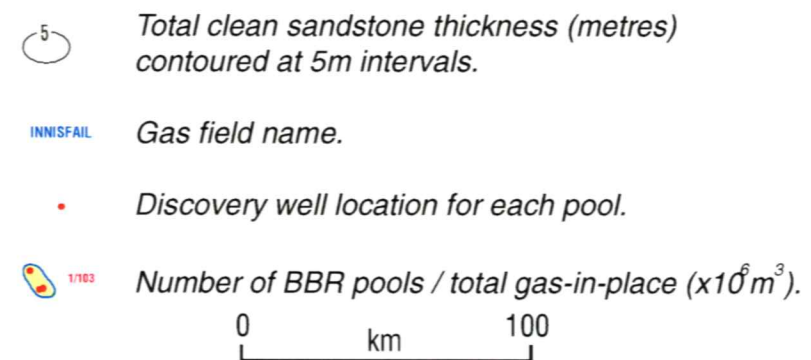 5 Total clean sandstone thickness (metres)
contoured at 5m intervals.
INNISFAIL Gas field name.
Discovery well location for each pool.
1/103 Number of BBR pools / total gas-in-place (x10⁶m³).
0 km 100